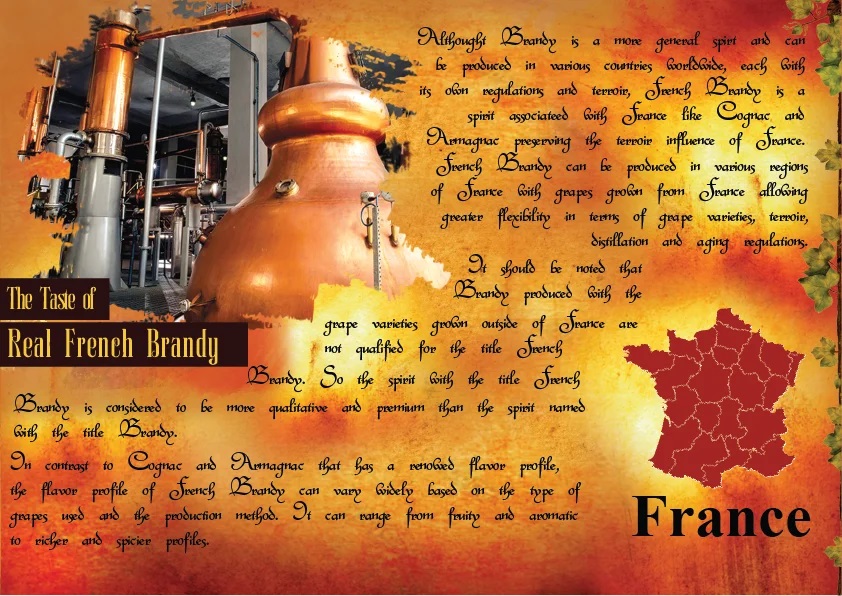 Althought Brandy is a more general spirt and can
be produced in various countries worldwide, each with
its own regulations and terroir, French Brandy is a
spirit associateed with France like Cognac and
Armagnac preserving the terroir influence of France.
French Brandy can be produced in various regions
of France with grapes grown from France allowing
greater flexibility in terms of grape varieties, terroir,
distillation and aging regulations.
It should be noted that
Brandy produced with the
grape varieties grown outside of France are
not qualified for the title French
Brandy. So the spirit with the title French
Brandy is considered to be more qualitative and premium than the spirit named
with the title Brandy.
In contrast to Cognac and Armagnac that has a renowed flavor profile,
the flavor profile of French Brandy can vary widely based on the type of
grapes used and the production method. It can range from fruity and aromatic
to richer and spicier profiles.
The Taste of
Real French Brandy
France